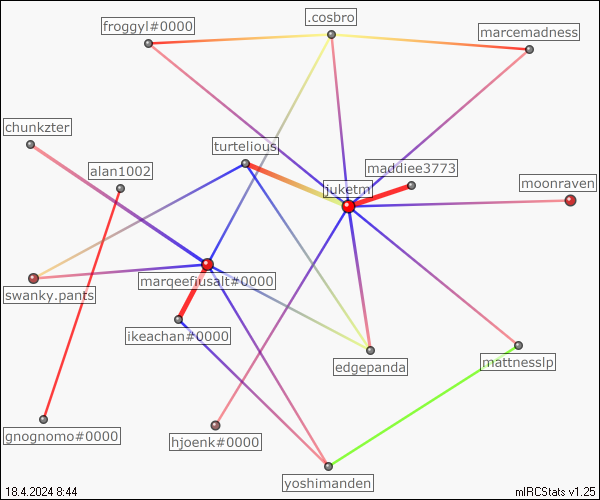 .cosbro
froggyl#0000
marcemadness
chunkzter
turtelious
alan1002
maddiee3773
juketm
moonraven
marqeefiusalt#0000
swanky.pants
ikeachan#0000
edgepanda
mattnesslp
gnognomo#0000
hjoenk#0000
yoshimanden
18.4.2024 8:44
mIRCStats v1.25